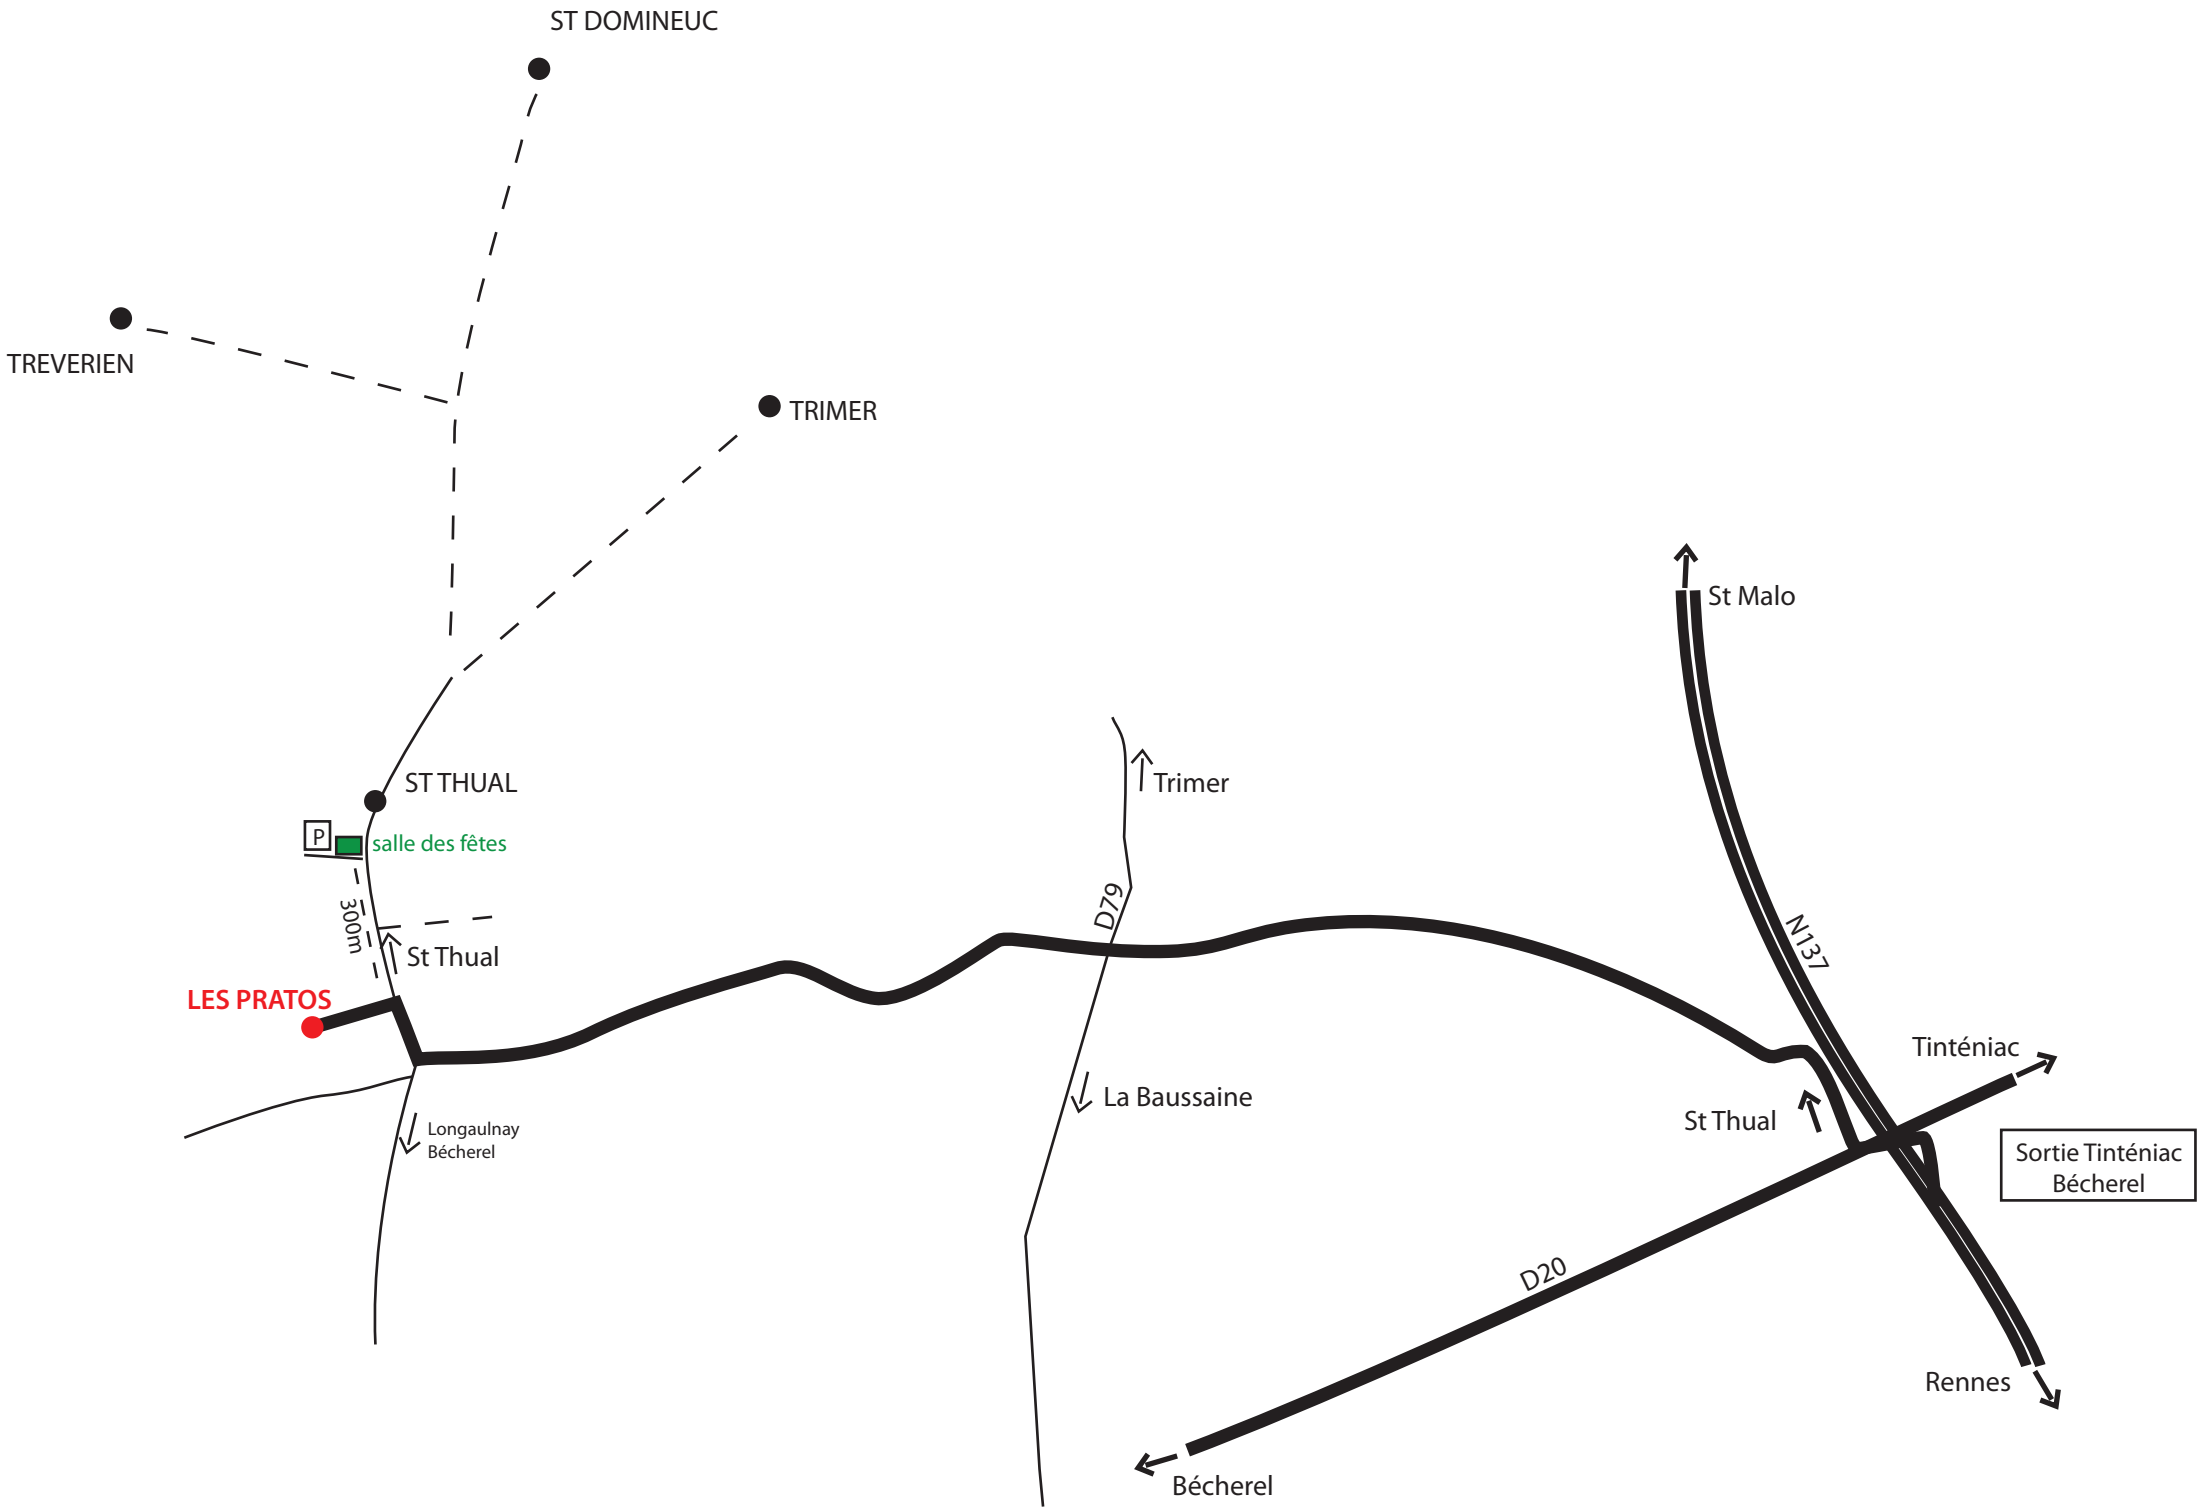 ST DOMINEUC
TREVERIEN
TRIMER
St Malo
ST THUAL
Trimer
P
salle des fêtes
D79
300m
N137
St Thual
LES PRATOS
Tinténiac
La Baussaine
St Thual
Longaulnay
Bécherel
Sortie Tinténiac
Bécherel
D20
Rennes
Bécherel